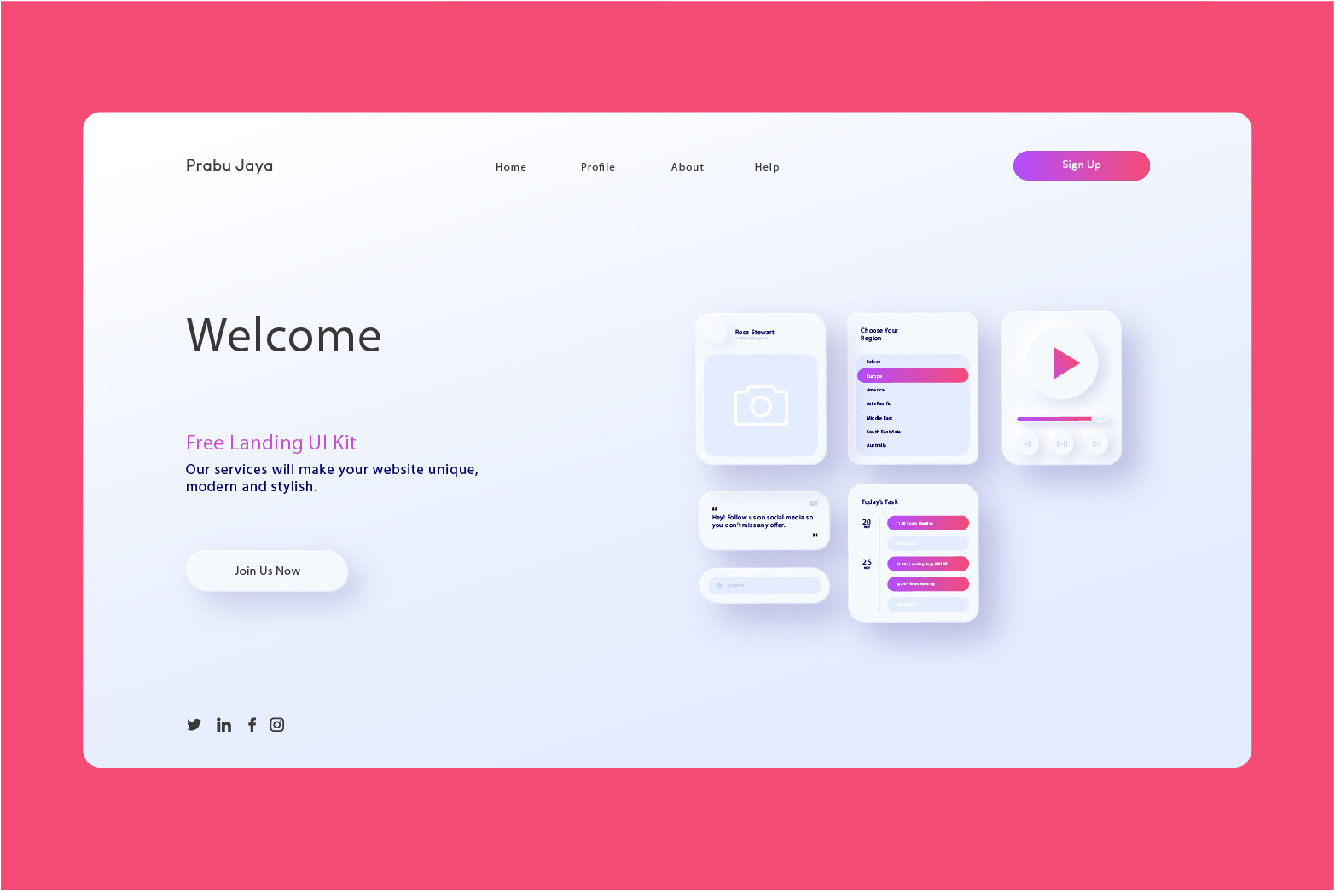 Prabu Jaya
Home
Profile
About
Help
Sign Up
Welcome
Free Landing UI Kit
Our services will make your website unique,
modern and stylish.
Join Us Now
Rose Stewart
Choose Your
Region
Europe
America
Asia Pacific
Middle East
South East Asia
Australia
“
Hey! Follow us on social media so
you don't miss any offer.
”
Search
Today's Task
20
25